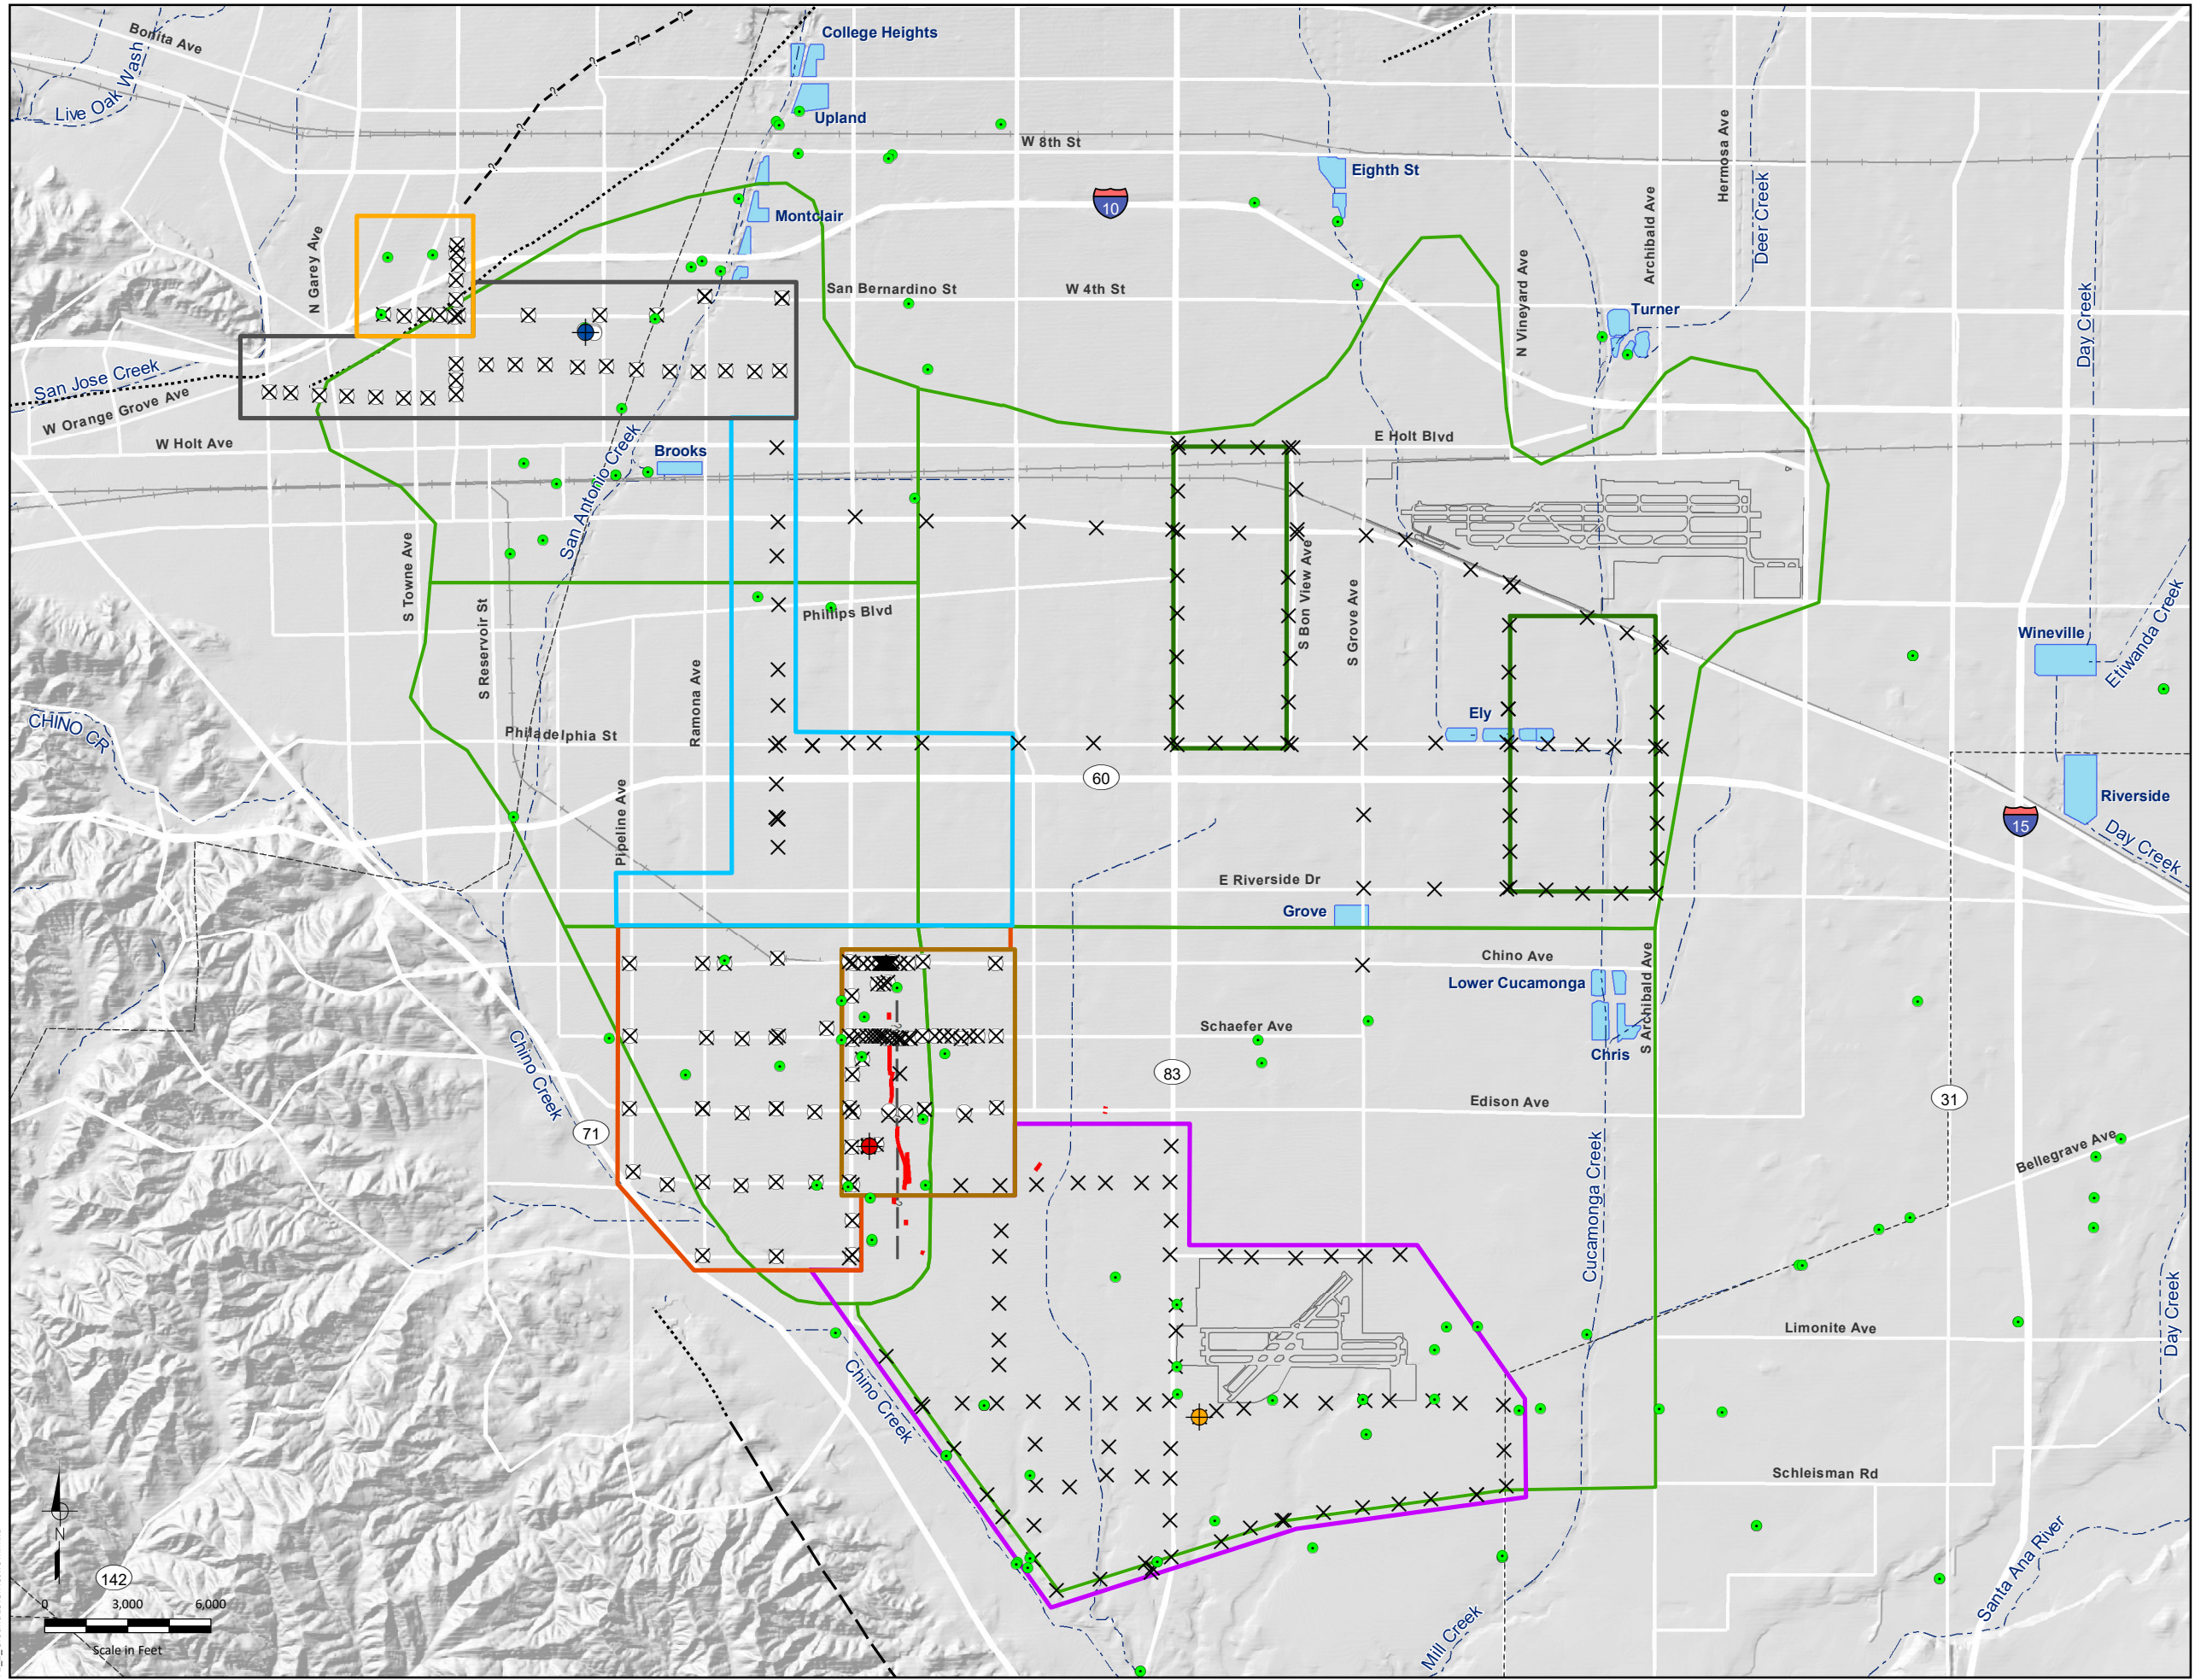 College Heights
Bonita Ave
Live Oak Wash
Upland
W 8th St
Hermosa Ave
Eighth St
10
Archibald Ave
Deer Creek
Montclair
N Garey Ave
San Bernardino St
W 4th St
N Vineyard Ave
Turner
Day Creek
San Jose Creek
W Orange Grove Ave
W Holt Ave
E Holt Blvd
Brooks
San Antonio Creek
S Towne Ave
S Reservoir St
Phillips Blvd
S Bon View Ave
S Grove Ave
Wineville
Etiwanda Creek
Ramona Ave
CHINO CR
Philadelphia St
Ely
60
Riverside
15
Day Creek
Pipeline Ave
E Riverside Dr
Grove
Chino Ave
Lower Cucamonga
S Archibald Ave
Schaefer Ave
Chris
Chino Creek
83
Edison Ave
31
71
Bellegrave Ave
Cucamonga Creek
Day Creek
Limonite Ave
Chino Creek
Schleisman Rd
N
142
Santa Ana River
Mill Creek
0 3,000 6,000
Scale in Feet
? ? ? ?